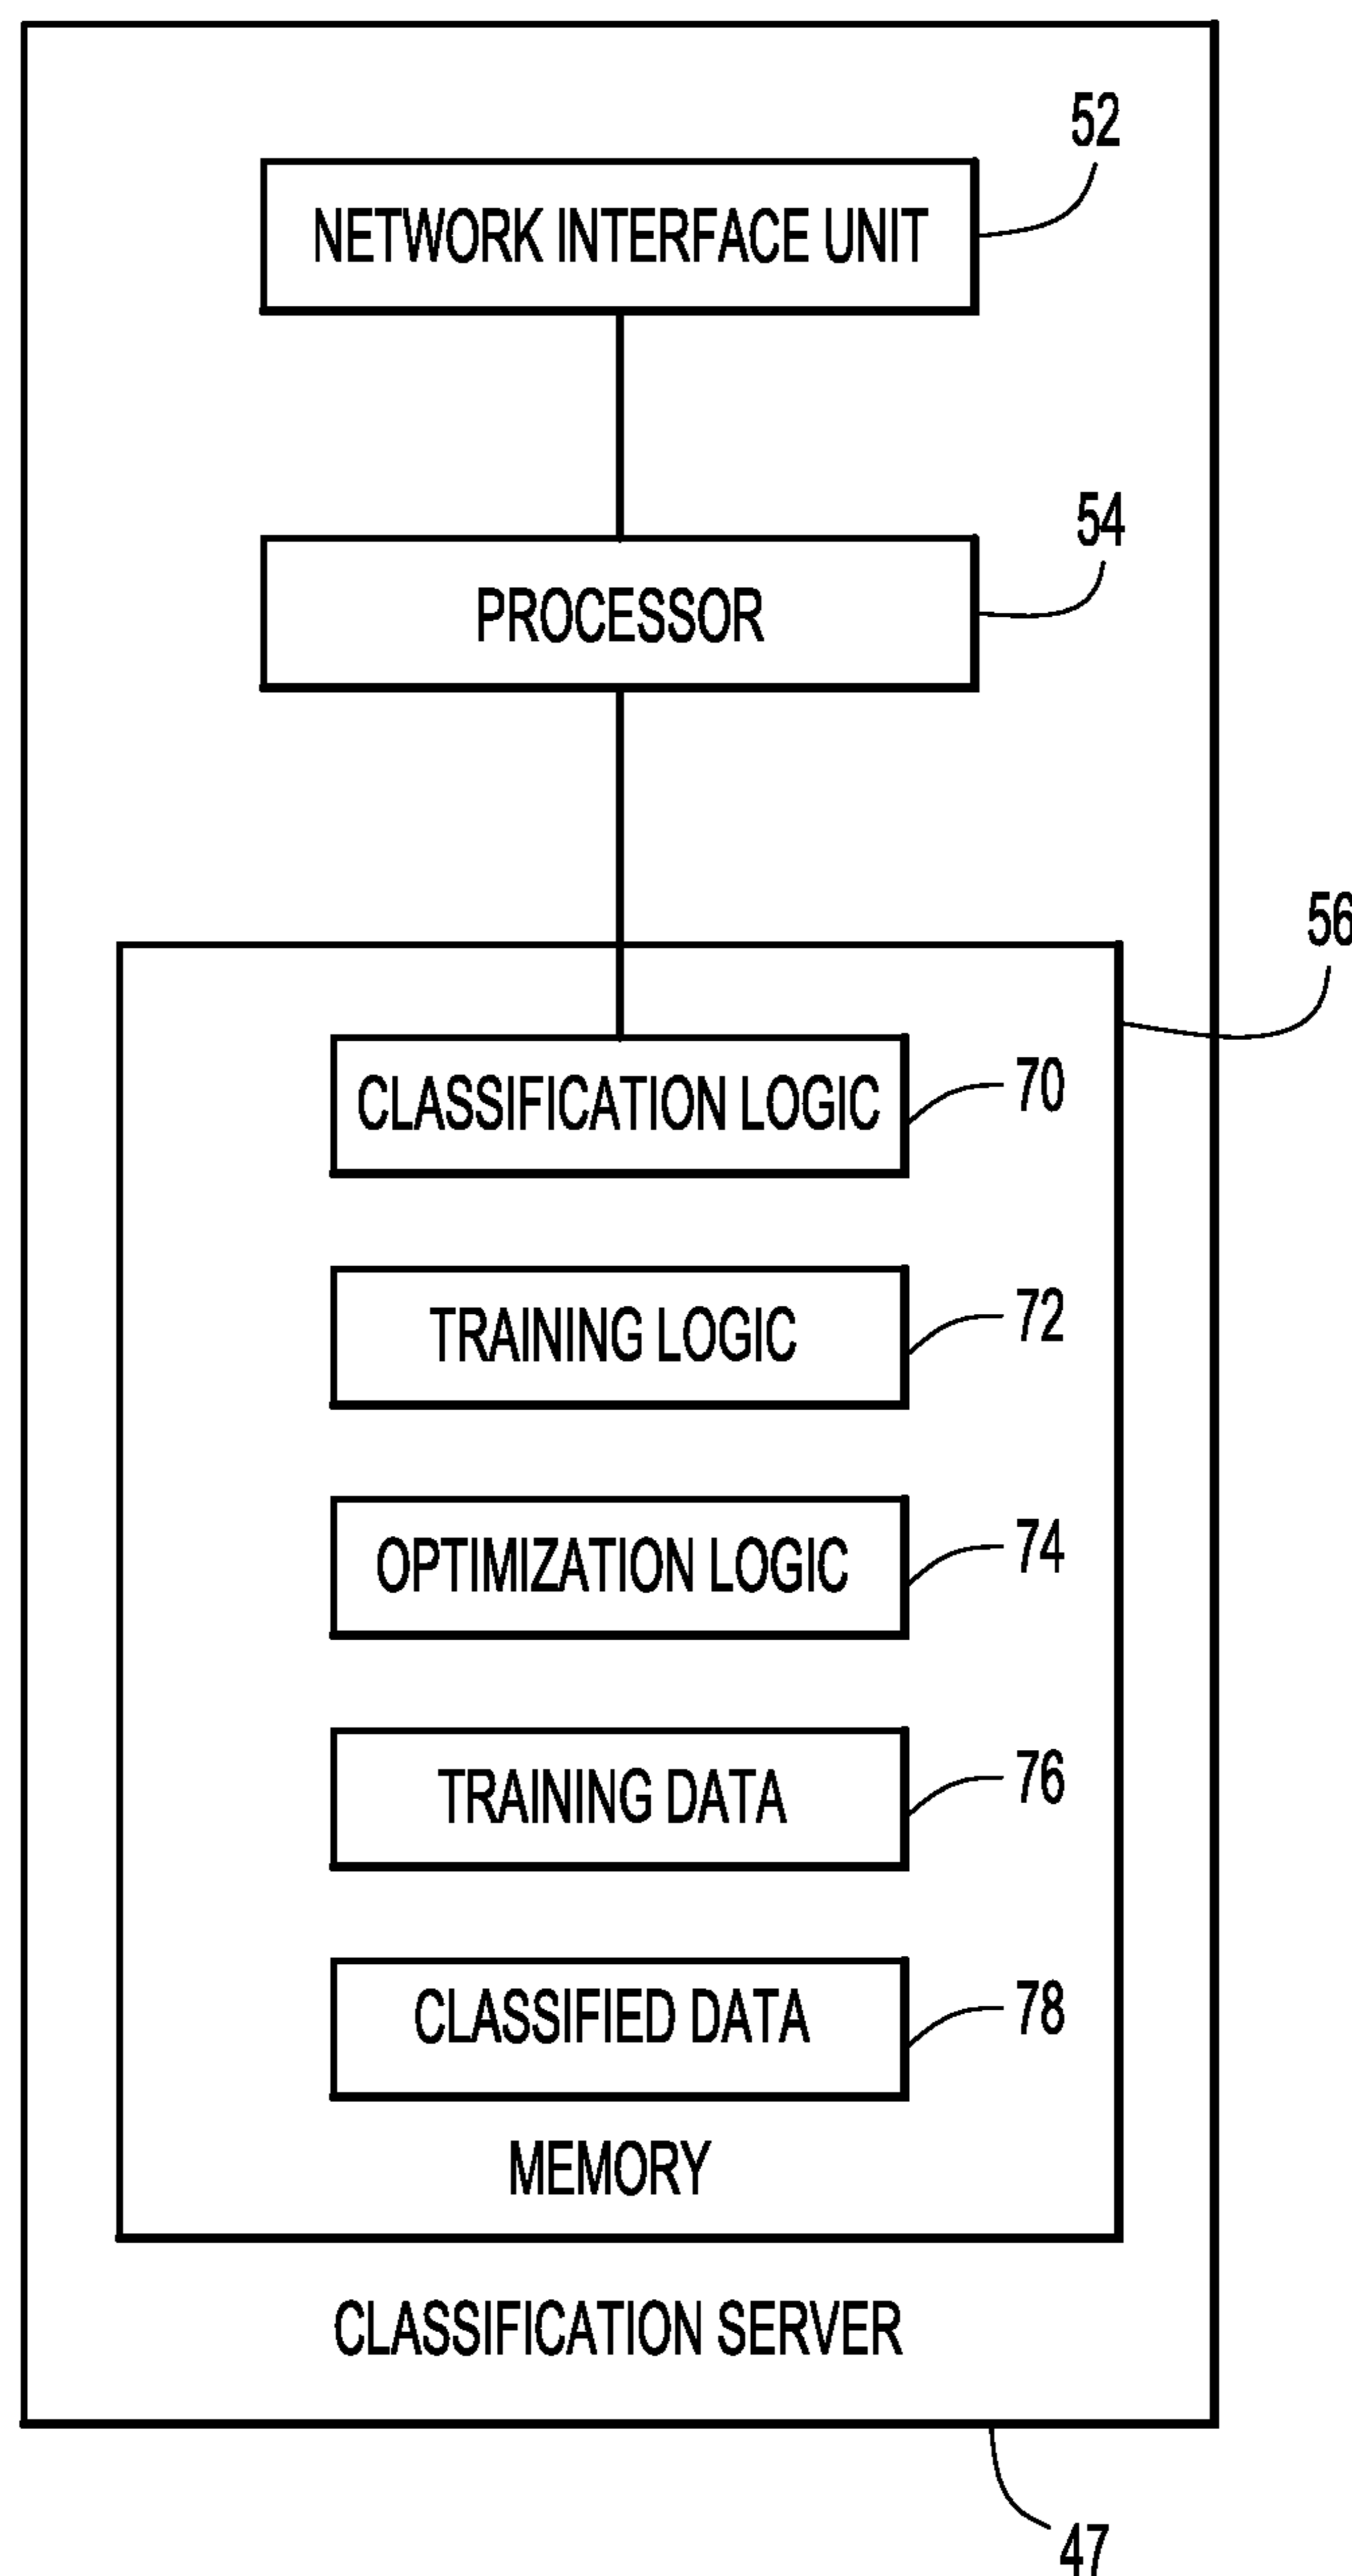 52
NETWORK INTERFACE UNIT
54
PROCESSOR
56
CLASSIFICATION LOGIC
70
TRAINING LOGIC
72
OPTIMIZATION LOGIC
74
TRAINING DATA
76
CLASSIFIED DATA
78
MEMORY
CLASSIFICATION SERVER
47